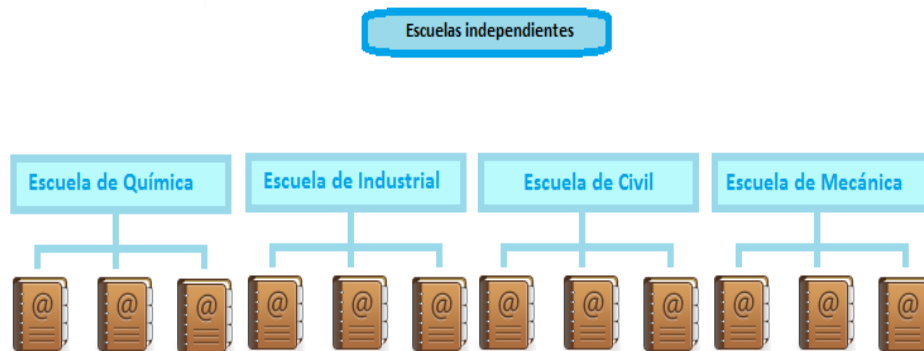 Escuelas independientes
Escuela de Química
Escuela de Industrial
Escuela de Civil
Escuela de Mecánica
@ @ @ @ @ @ @ @ @ @ @ @